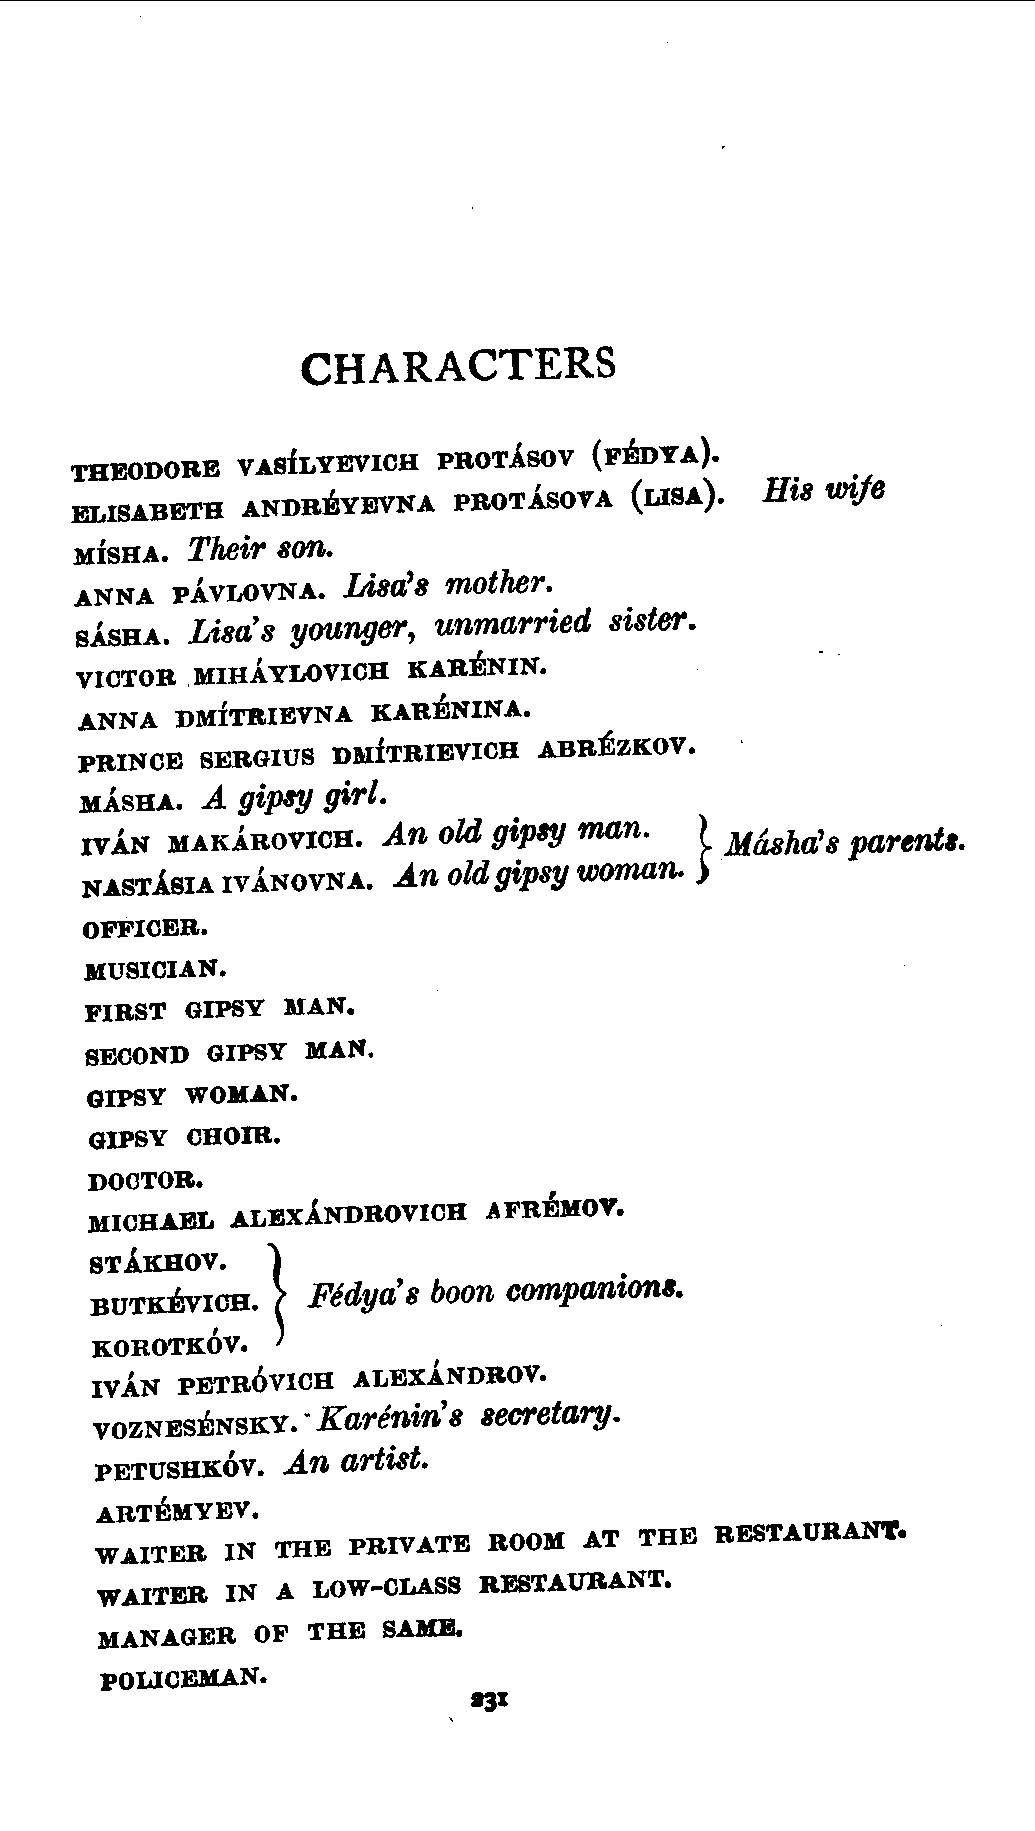 CHARACTERS
THEODORE VASÍLYEVICH PROTÁSOV (FÉDYA).
ELISABETH ANDRÉYEVNA PROTÁSOVA (LISA). His wife
MÍSHA. Their son.
ANNA PÁVLOVNA. Lisa's mother.
SÁSHA. Lisa's younger, unmarried sister.
VICTOR MIHÁYLOVICH KARÉNIN.
ANNA DMÍTRIEVNA KARÉNINA.
PRINCE SERGIUS DMÍTRIEVICH ABRÉZKOV.
MÁSHA. A gipsy girl.
IVÁN MAKÁROVICH. An old gipsy man.
NASTÁSIA IVÁNOVNA. An old gipsy woman.
} Másha's parents.
OFFICER.
MUSICIAN.
FIRST GIPSY MAN.
SECOND GIPSY MAN.
GIPSY WOMAN.
GIPSY CHOIR.
DOCTOR.
MICHAEL ALEXÁNDROVICH AFRÉMOV.
STÁKHOV.
BUTKÉVICH.
KOROTKÓV.
} Fédya's boon companions.
IVÁN PETRÓVICH ALEXÁNDROV.
VOZNESÉNSKY. Karénin's secretary.
PETUSHKÓV. An artist.
ARTÉMYEV.
WAITER IN THE PRIVATE ROOM AT THE RESTAURANT.
WAITER IN A LOW-CLASS RESTAURANT.
MANAGER OF THE SAME.
POLICEMAN.
231